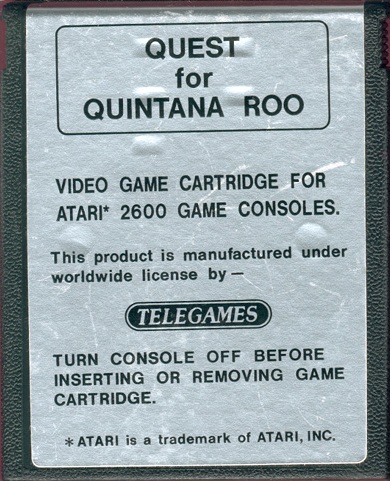 QUEST
for
QUINTANA ROO
VIDEO GAME CARTRIDGE FOR
ATARI* 2600 GAME CONSOLES.
This product is manufactured under
worldwide license by —
TELEGAMES
TURN CONSOLE OFF BEFORE
INSERTING OR REMOVING GAME
CARTRIDGE.
* ATARI is a trademark of ATARI, INC.